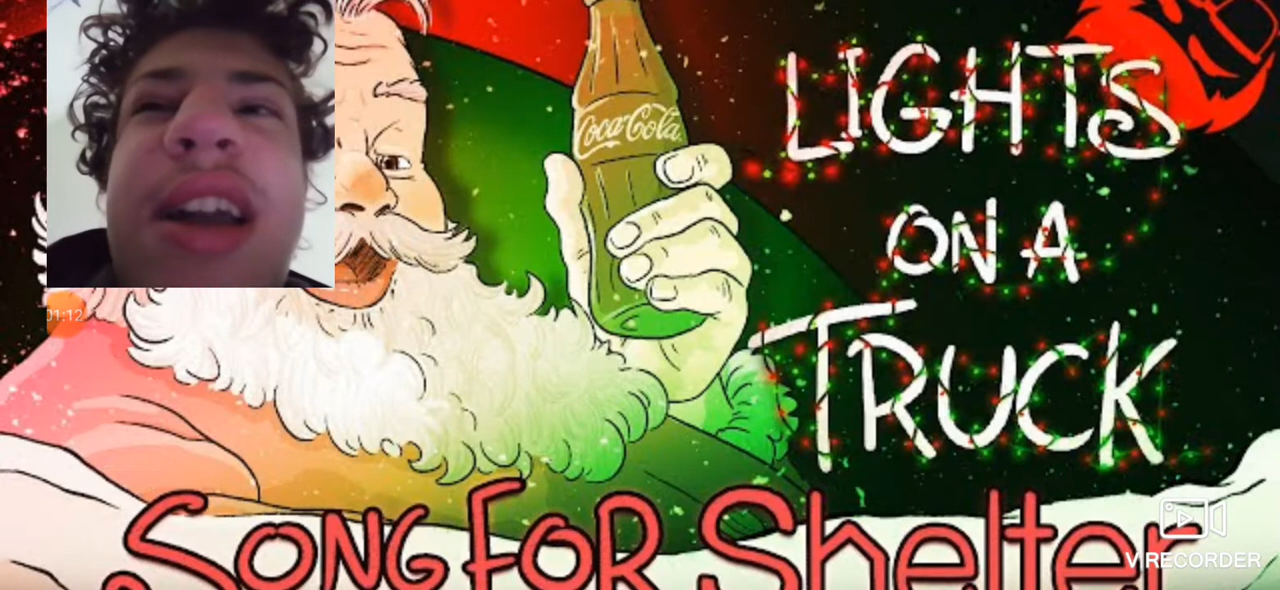 Coca-Cola
LIGHTS
ON A
TRUCK
01:12
SONG FOR Shelter
VIRECORDER